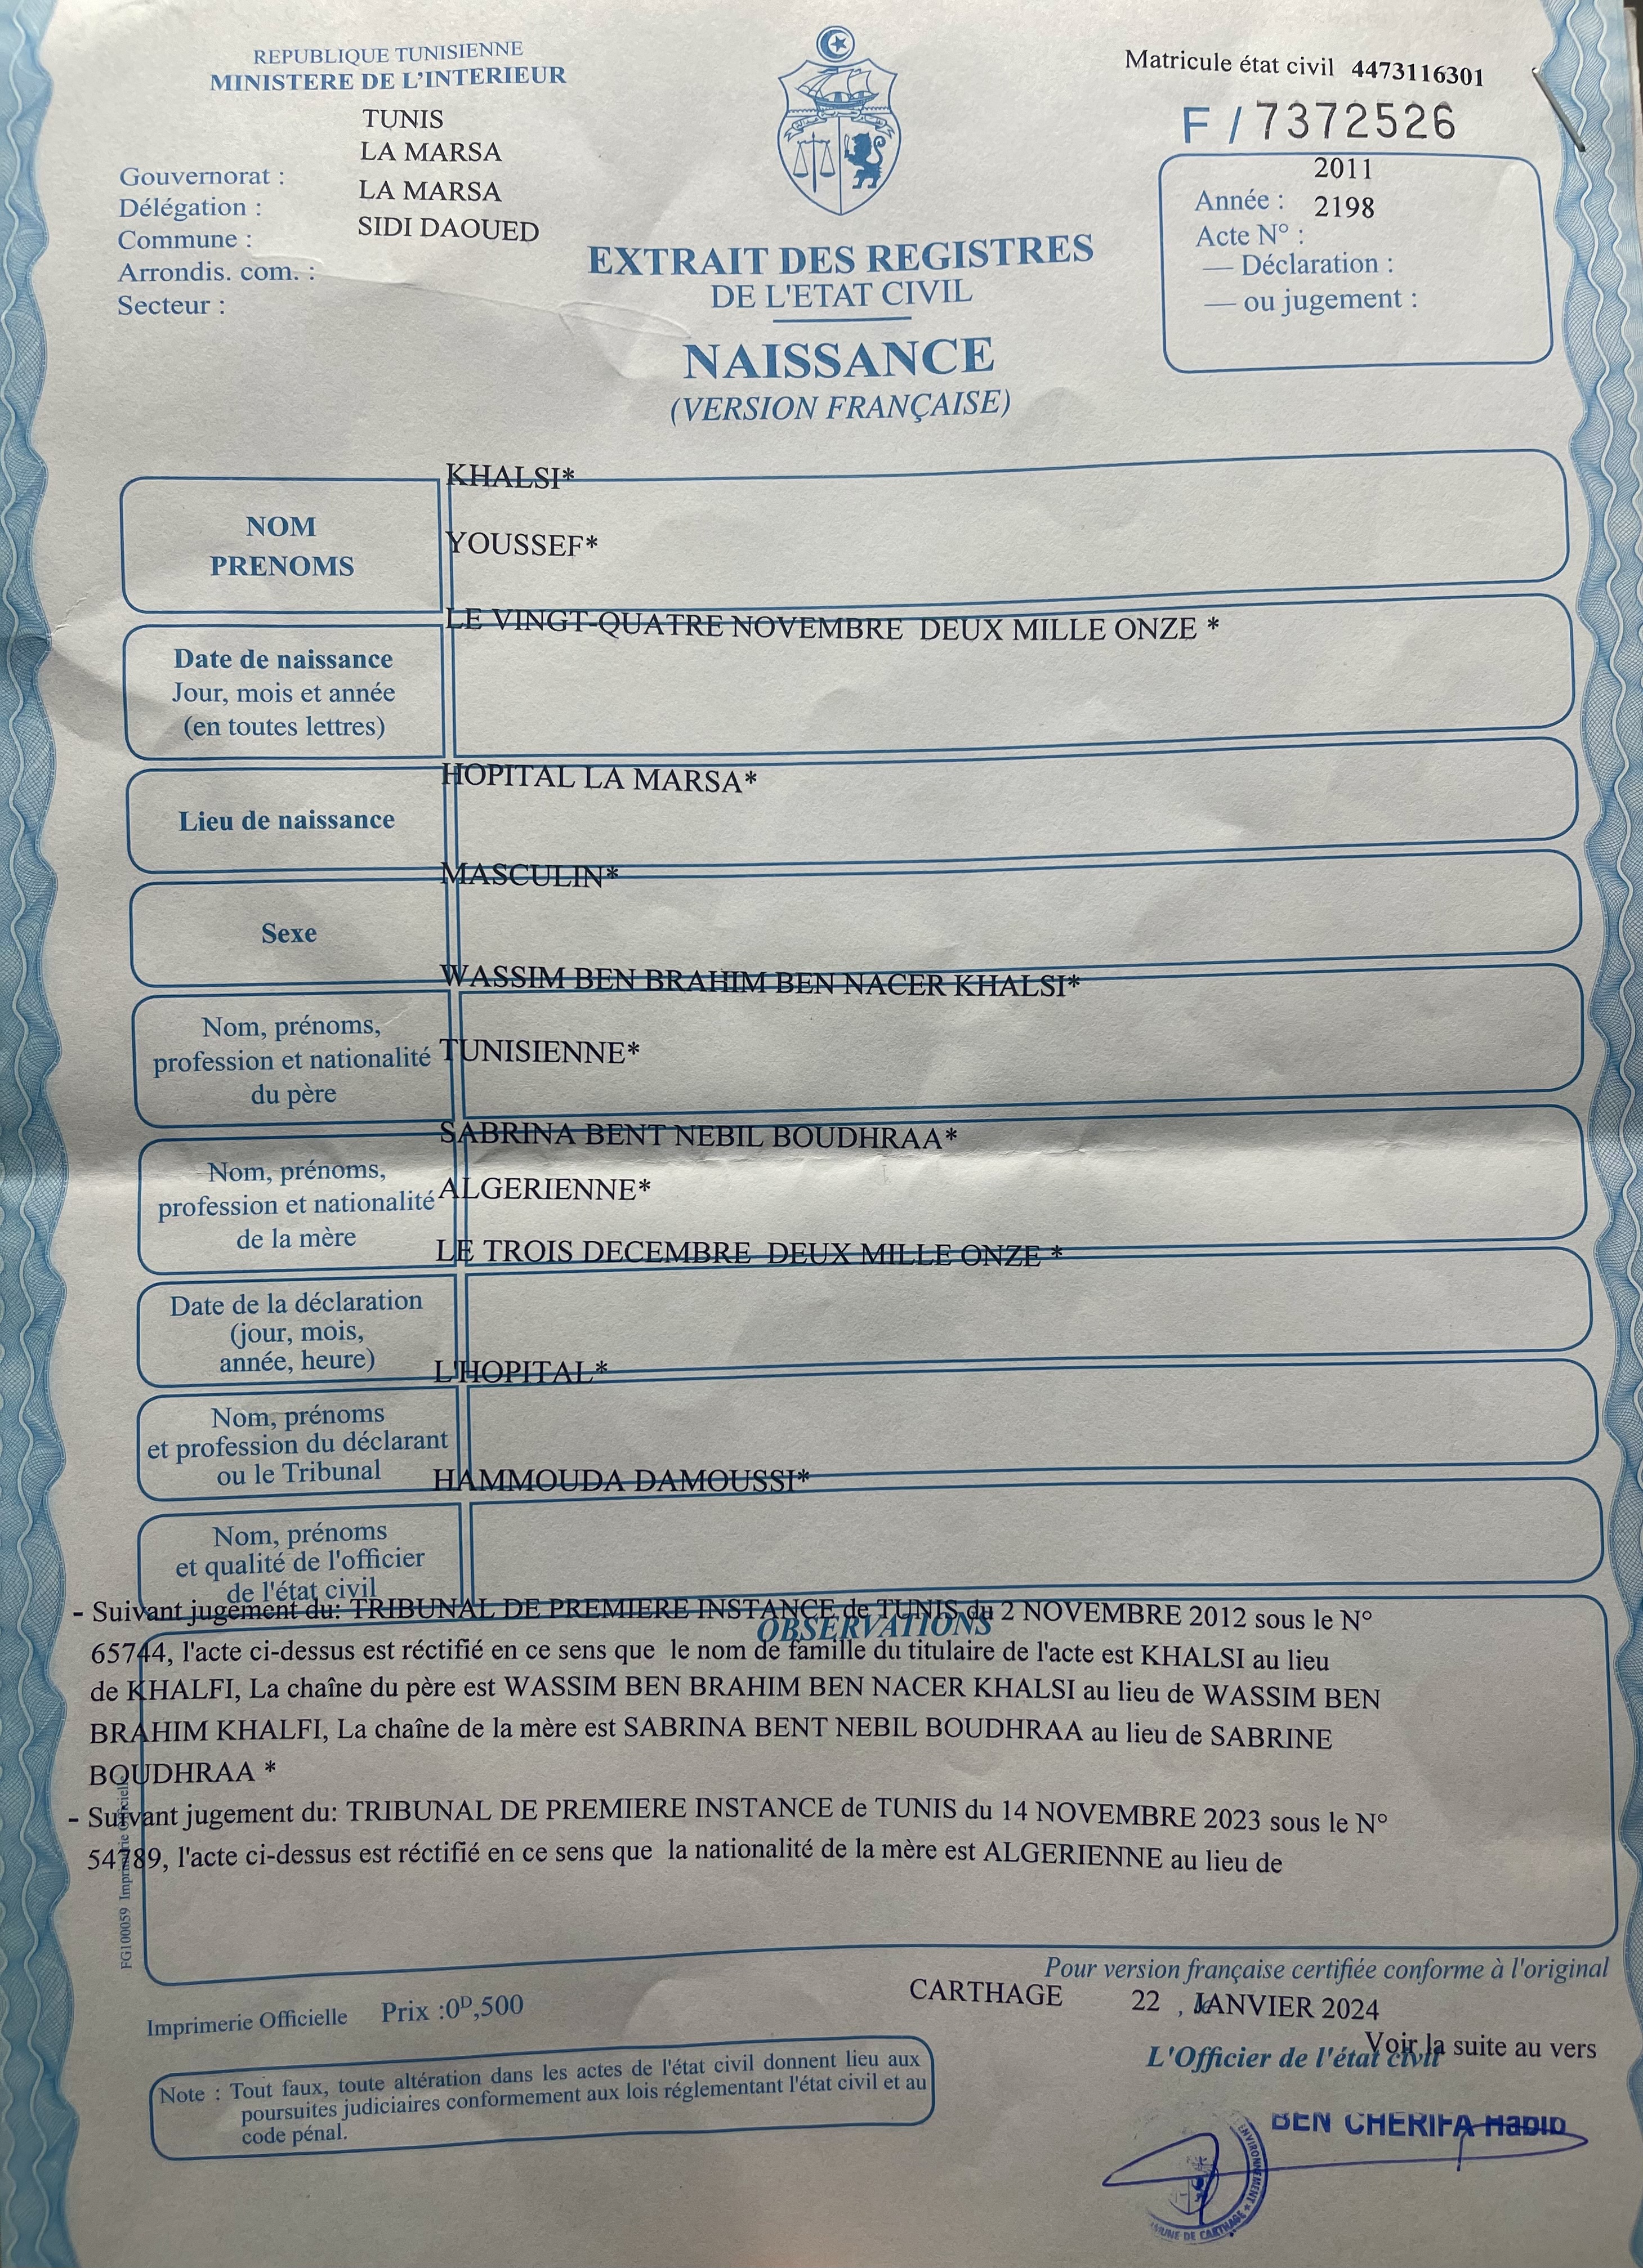 REPUBLIQUE TUNISIENNE
MINISTERE DE L'INTERIEUR
TUNIS
LA MARSA
Gouvernorat :
LA MARSA
Délégation :
SIDI DAOUED
Commune :
Arrondis. com. :
Secteur :
Matricule état civil 4473116301
F / 7372526
2011
Année :
2198
Acte N° :
— Déclaration :
— ou jugement :
EXTRAIT DES REGISTRES
DE L'ETAT CIVIL
NAISSANCE
(VERSION FRANÇAISE)
NOM
PRENOMS
KHALSI*
YOUSSEF*
Date de naissance
Jour, mois et année
(en toutes lettres)
LE VINGT-QUATRE NOVEMBRE DEUX MILLE ONZE *
Lieu de naissance
HOPITAL LA MARSA*
Sexe
MASCULIN*
Nom, prénoms,
profession et nationalité
du père
WASSIM BEN BRAHIM BEN NACER KHALSI*
TUNISIENNE*
Nom, prénoms,
profession et nationalité
de la mère
SABRINA BENT NEBIL BOUDHRAA*
ALGERIENNE*
Date de la déclaration
(jour, mois,
année, heure)
LE TROIS DECEMBRE DEUX MILLE ONZE *
Nom, prénoms
et profession du déclarant
ou le Tribunal
L'HOPITAL*
Nom, prénoms
et qualité de l'officier
de l'état civil
HAMMOUDA DAMOUSSI*
OBSERVATIONS
- Suivant jugement du: TRIBUNAL DE PREMIERE INSTANCE de TUNIS du 2 NOVEMBRE 2012 sous le N°
65744, l'acte ci-dessus est réctifié en ce sens que le nom de famille du titulaire de l'acte est KHALSI au lieu
de KHALFI, La chaîne du père est WASSIM BEN BRAHIM BEN NACER KHALSI au lieu de WASSIM BEN
BRAHIM KHALFI, La chaîne de la mère est SABRINA BENT NEBIL BOUDHRAA au lieu de SABRINE
BOUDHRAA *
- Suivant jugement du: TRIBUNAL DE PREMIERE INSTANCE de TUNIS du 14 NOVEMBRE 2023 sous le N°
54789, l'acte ci-dessus est réctifié en ce sens que la nationalité de la mère est ALGERIENNE au lieu de
FG100059 Imprimerie Officielle
Pour version française certifiée conforme à l'original
CARTHAGE 22 , le JANVIER 2024
Imprimerie Officielle Prix :0D,500
Voir la suite au vers
L'Officier de l'état civil
Note : Tout faux, toute altération dans les actes de l'état civil donnent lieu aux
poursuites judiciaires conformement aux lois réglementant l'état civil et au
code pénal.
BEN CHERIFA Habib
ENVIRONNEMENT * MUNE DE CARTHAGE